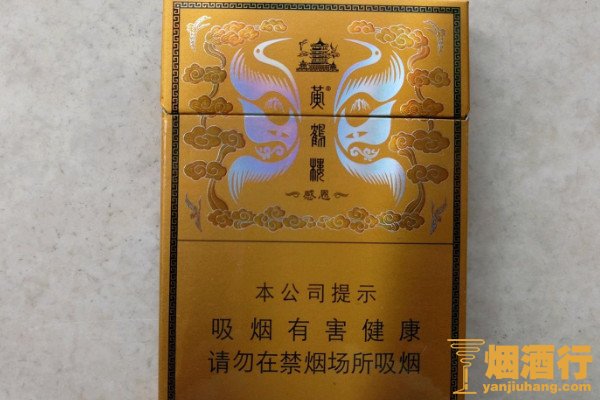 黄鹤楼®
感恩
本公司提示
吸烟有害健康
请勿在禁烟场所吸烟
烟酒行
yanjiuhang.com